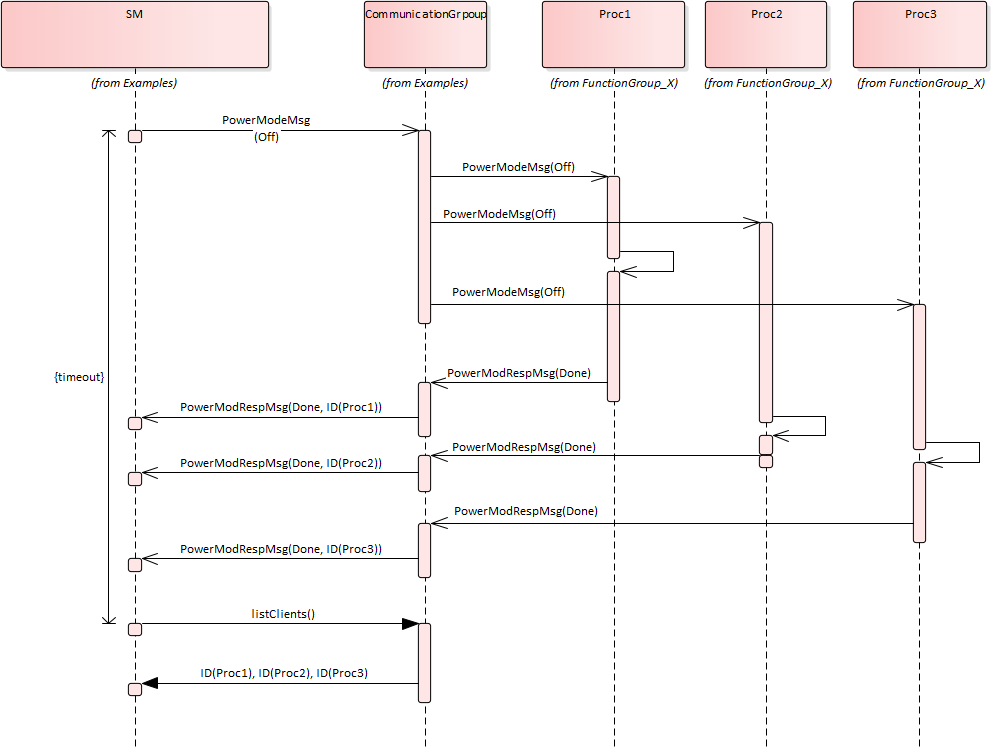 SM
CommunicationGrpoup
Proc1
Proc2
Proc3
(from Examples)
(from Examples)
(from FunctionGroup_X)
(from FunctionGroup_X)
(from FunctionGroup_X)
PowerModeMsg
(Off)
PowerModeMsg(Off)
PowerModeMsg(Off)
PowerModeMsg(Off)
{timeout}
PowerModRespMsg(Done)
PowerModRespMsg(Done, ID(Proc1))
PowerModRespMsg(Done)
PowerModRespMsg(Done, ID(Proc2))
PowerModRespMsg(Done)
PowerModRespMsg(Done, ID(Proc3))
listClients()
ID(Proc1), ID(Proc2), ID(Proc3)